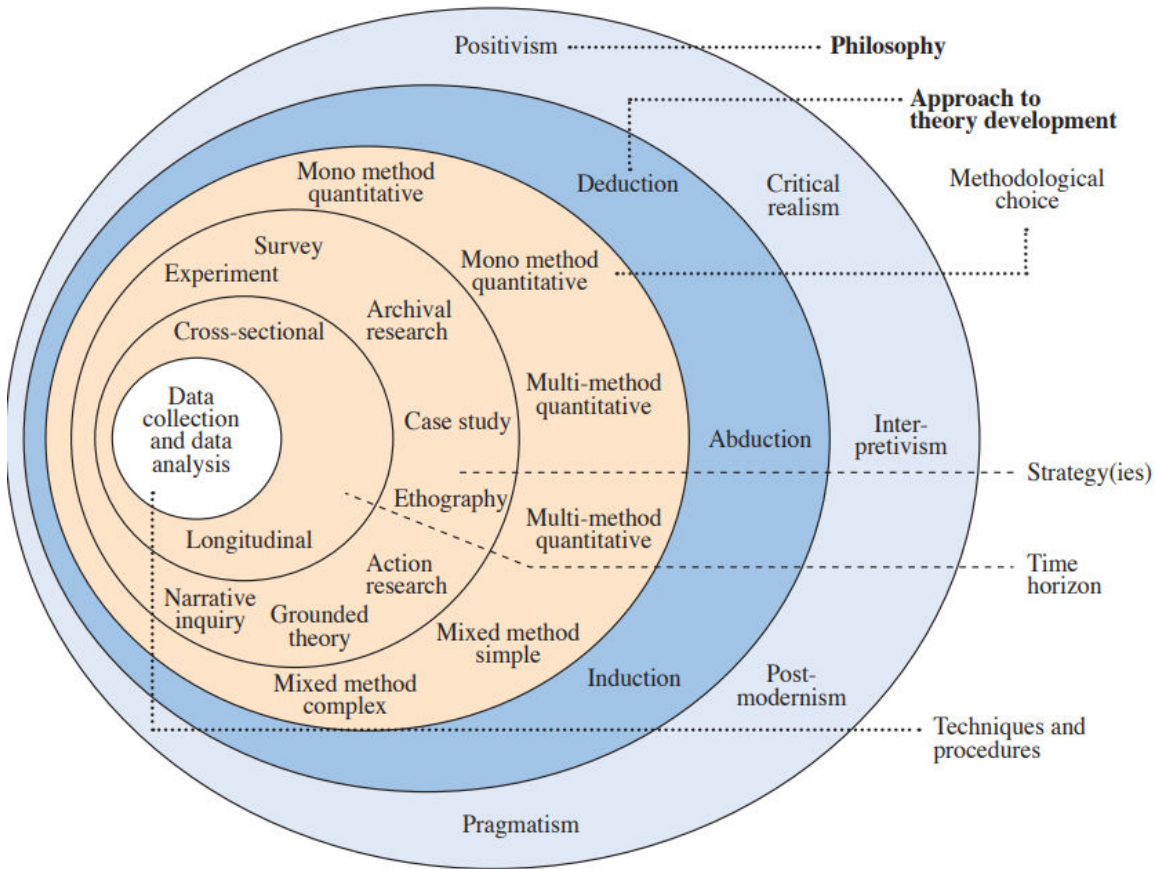 Positivism
Philosophy
Approach to
theory development
Mono method
quantitative
Deduction
Critical
realism
Methodological
choice
Survey
Experiment
Mono method
quantitative
Archival
research
Cross-sectional
Data
collection
and data
analysis
Multi-method
quantitative
Case study
Abduction
Inter-
pretivism
Strategy(ies)
Ethography
Multi-method
quantitative
Longitudinal
Action
research
Time
horizon
Narrative
inquiry
Grounded
theory
Mixed method
simple
Mixed method
complex
Induction
Post-
modernism
Techniques and
procedures
Pragmatism